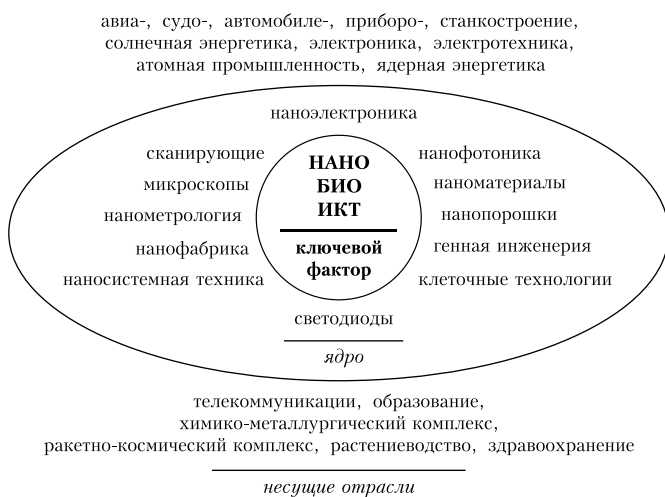 авиа-, судо-, автомобиле-, приборо-, станкостроение,
солнечная энергетика, электроника, электротехника,
атомная промышленность, ядерная энергетика
наноэлектроника
сканирующие
микроскопы
нанометрология
нанофабрика
наносистемная техника
НАНО
БИО
ИКТ
ключевой
фактор
нанофотоника
наноматериалы
нанопорошки
генная инженерия
клеточные технологии
светодиоды
ядро
телекоммуникации, образование,
химико-металлургический комплекс,
ракетно-космический комплекс, растениеводство, здравоохранение
несущие отрасли